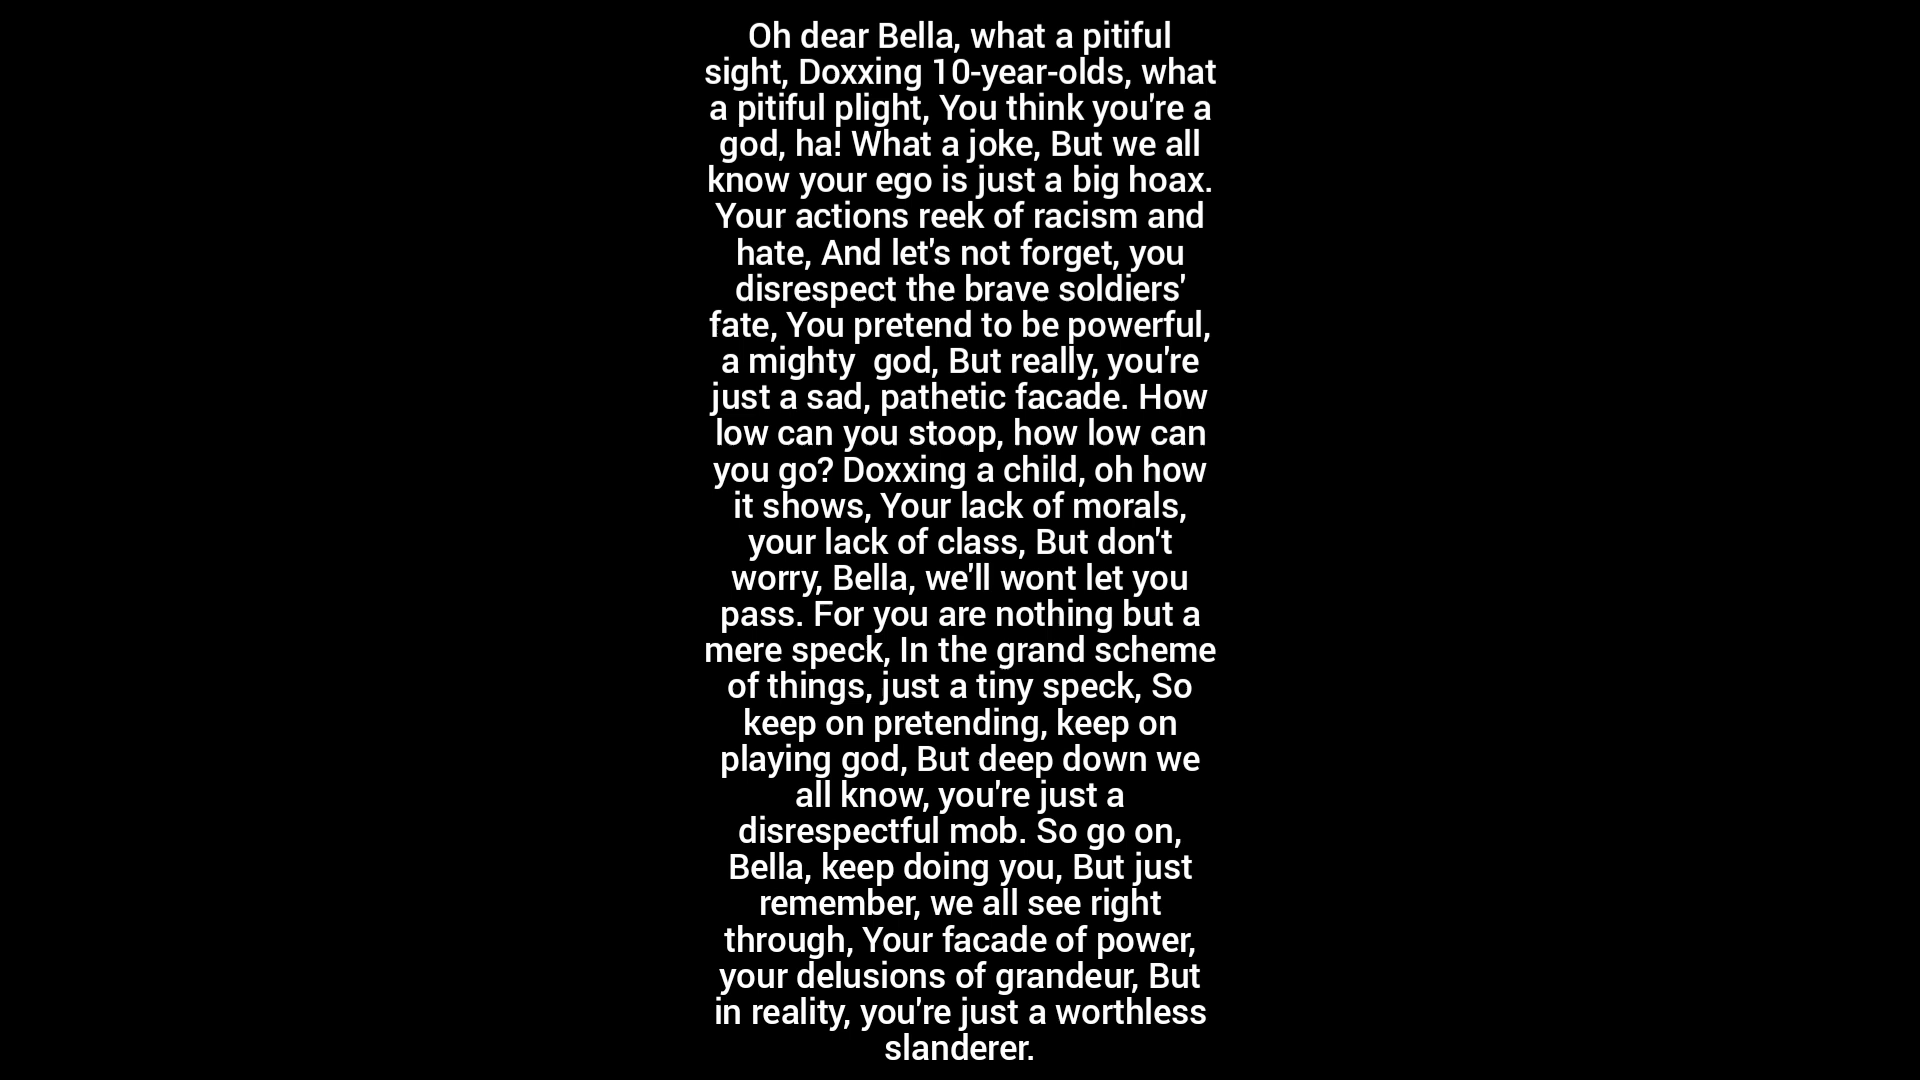 Oh dear Bella, what a pitiful
sight, Doxxing 10-year-olds, what
a pitiful plight, You think you're a
god, ha! What a joke, But we all
know your ego is just a big hoax.
Your actions reek of racism and
hate, And let's not forget, you
disrespect the brave soldiers'
fate, You pretend to be powerful,
a mighty  god, But really, you're
just a sad, pathetic facade. How
low can you stoop, how low can
you go? Doxxing a child, oh how
it shows, Your lack of morals,
your lack of class, But don't
worry, Bella, we'll wont let you
pass. For you are nothing but a
mere speck, In the grand scheme
of things, just a tiny speck, So
keep on pretending, keep on
playing god, But deep down we
all know, you're just a
disrespectful mob. So go on,
Bella, keep doing you, But just
remember, we all see right
through, Your facade of power,
your delusions of grandeur, But
in reality, you're just a worthless
slanderer.